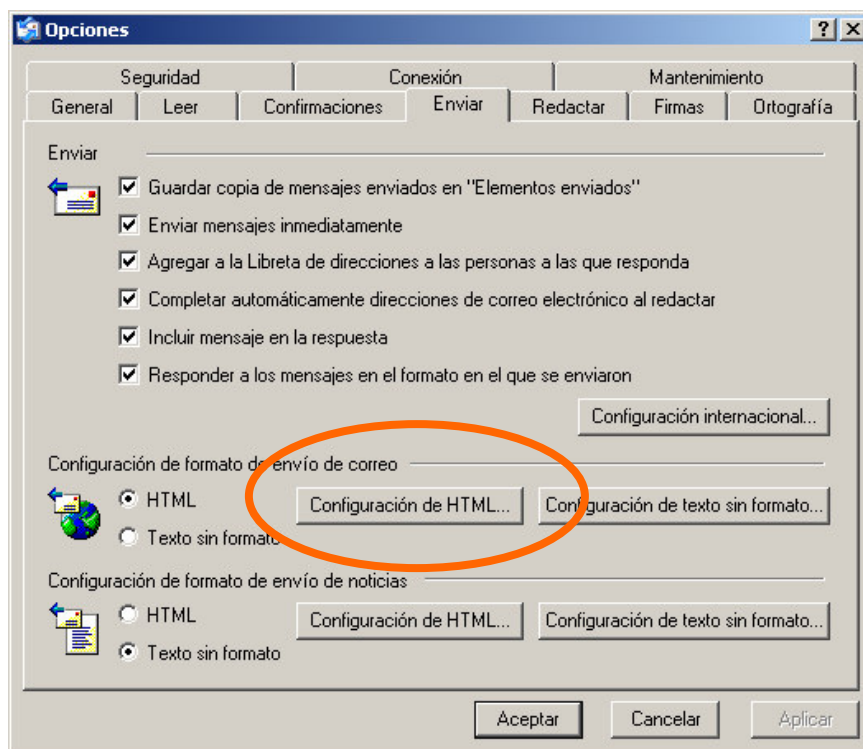 Opciones
Seguridad Conexión Mantenimiento
General Leer Confirmaciones Enviar Redactar Firmas Ortografía
Enviar
Guardar copia de mensajes enviados en "Elementos enviados"
Enviar mensajes inmediatamente
Agregar a la Libreta de direcciones a las personas a las que responda
Completar automáticamente direcciones de correo electrónico al redactar
Incluir mensaje en la respuesta
Responder a los mensajes en el formato en el que se enviaron
Configuración internacional...
Configuración de formato de envío de correo
HTML Configuración de HTML... Configuración de texto sin formato...
Texto sin formato
Configuración de formato de envío de noticias
HTML Configuración de HTML... Configuración de texto sin formato...
Texto sin formato
Aceptar Cancelar Aplicar